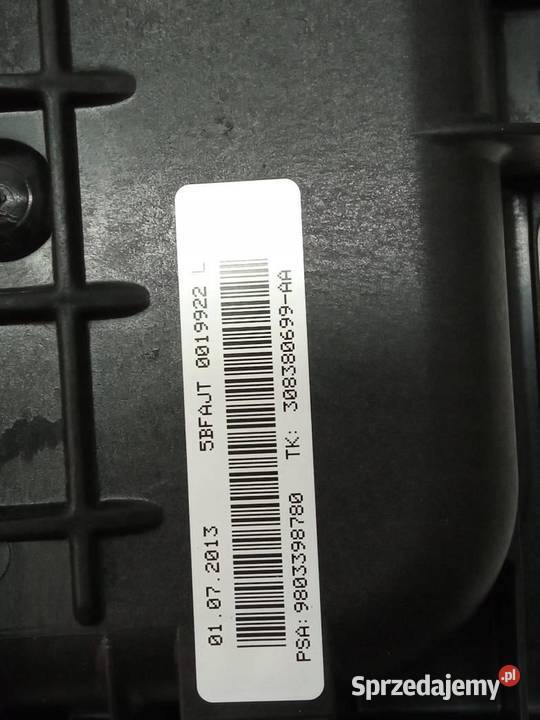 01.07.2013 5BFAJT 0019922 L
PSA: 9803398780 TK: 308380699-AA
Sprzedajemy.pl